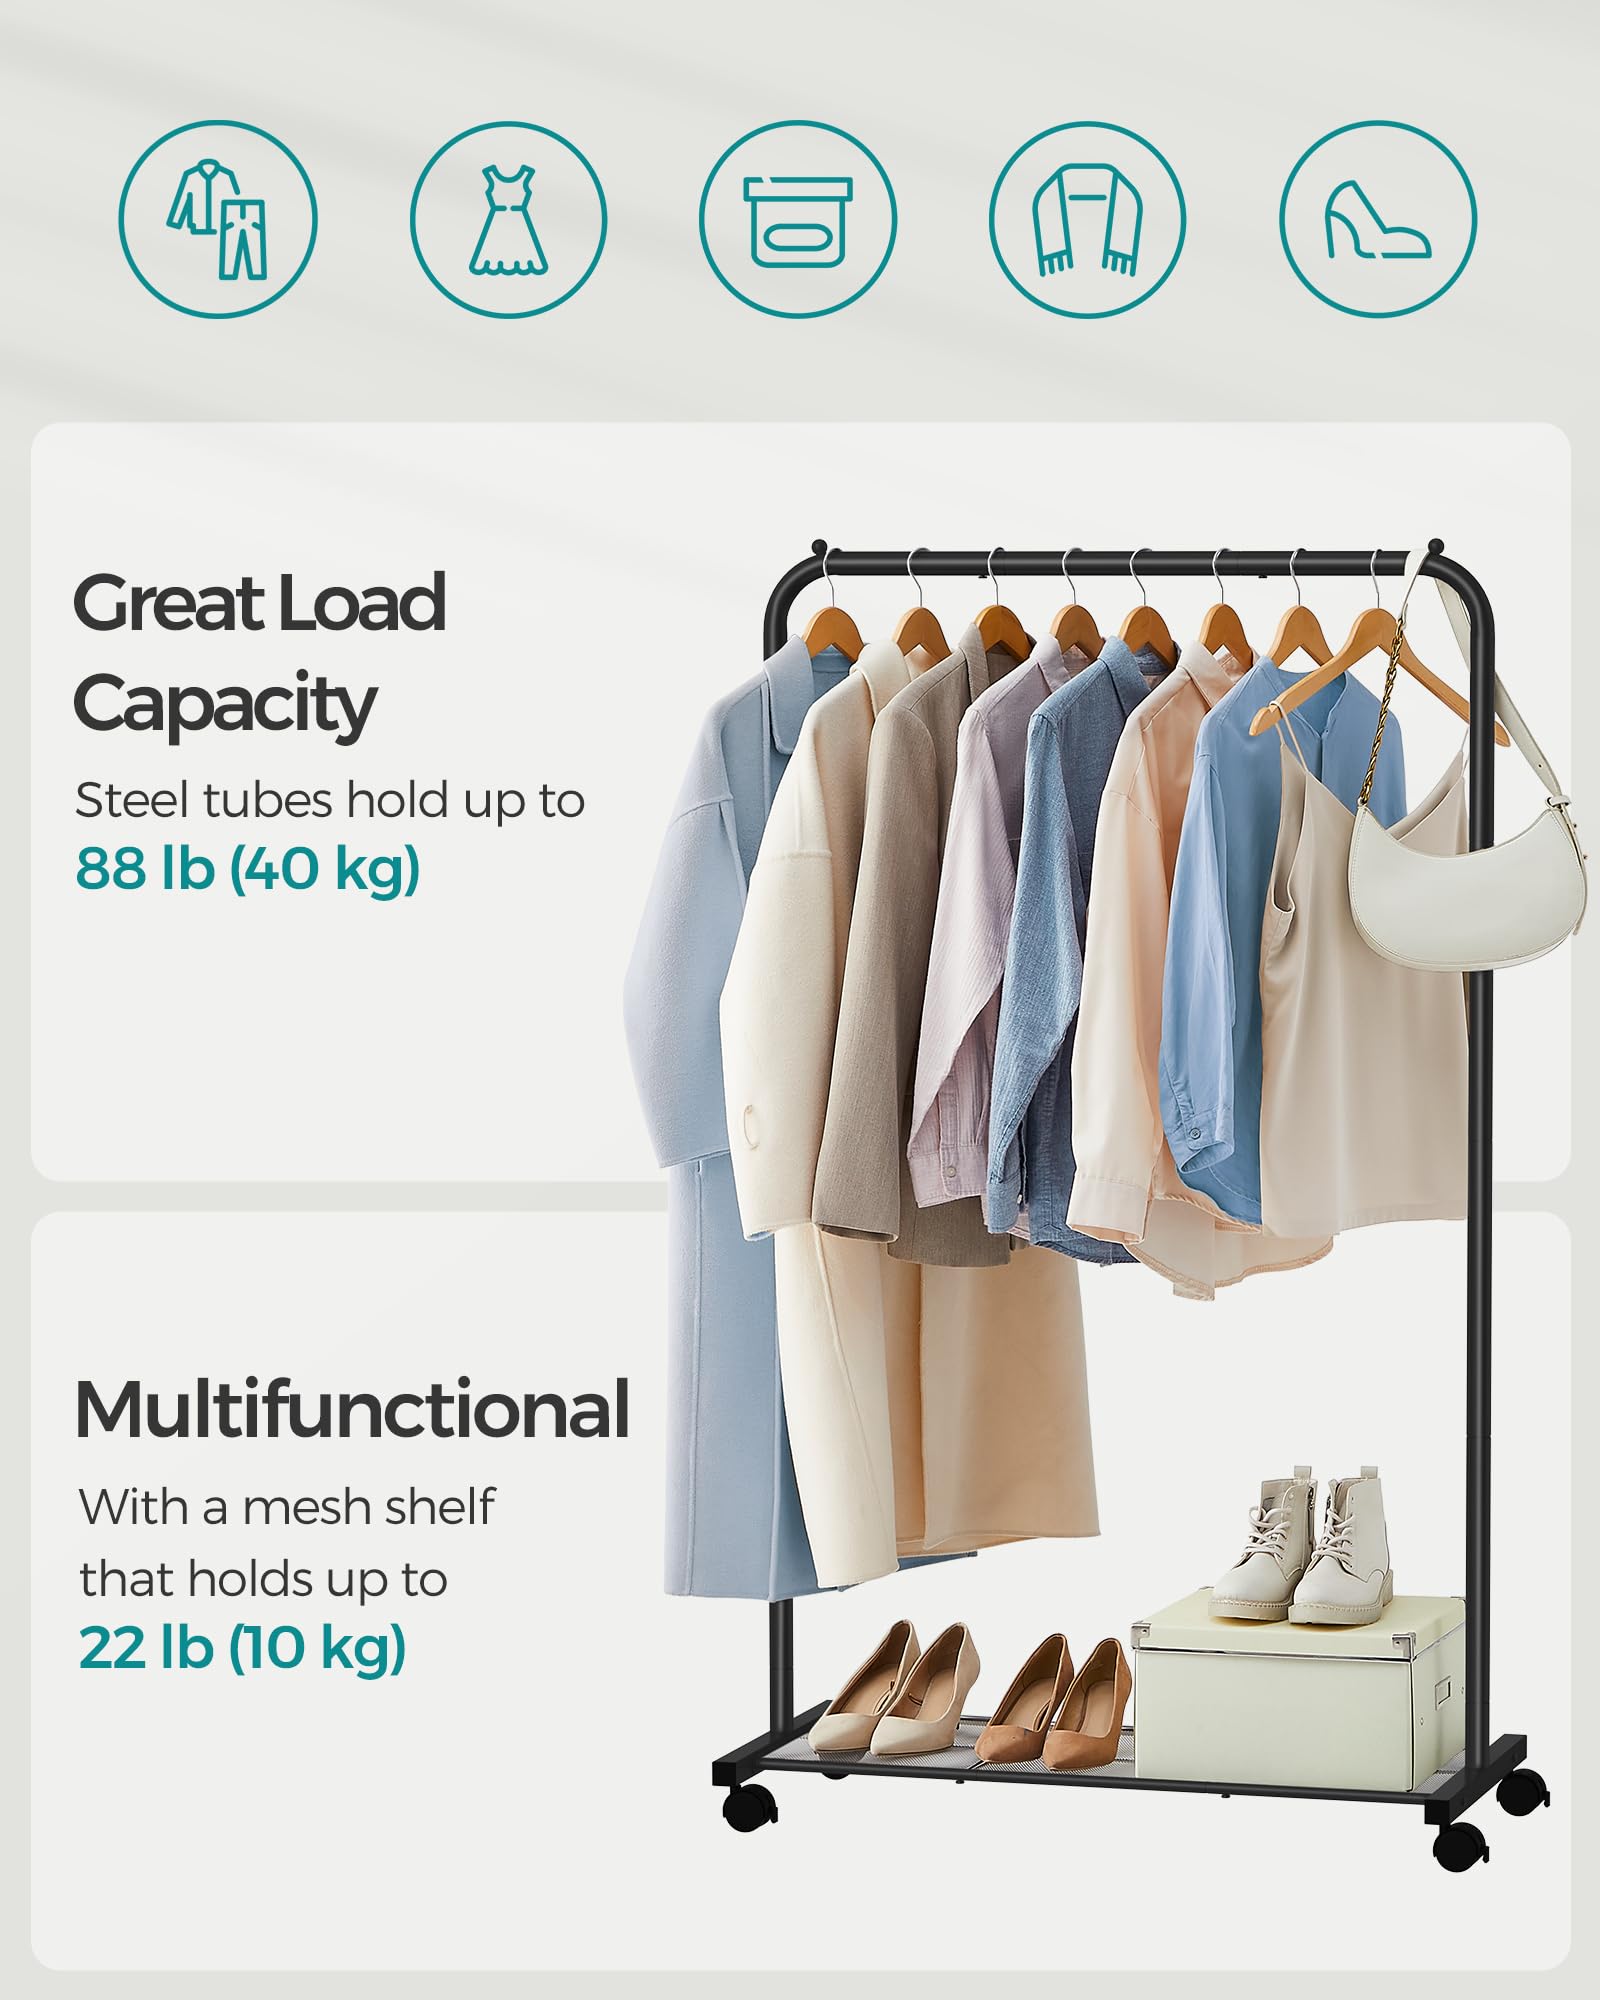 Great Load
Capacity
Steel tubes hold up to
88 lb (40 kg)
Multifunctional
With a mesh shelf
that holds up to
22 lb (10 kg)